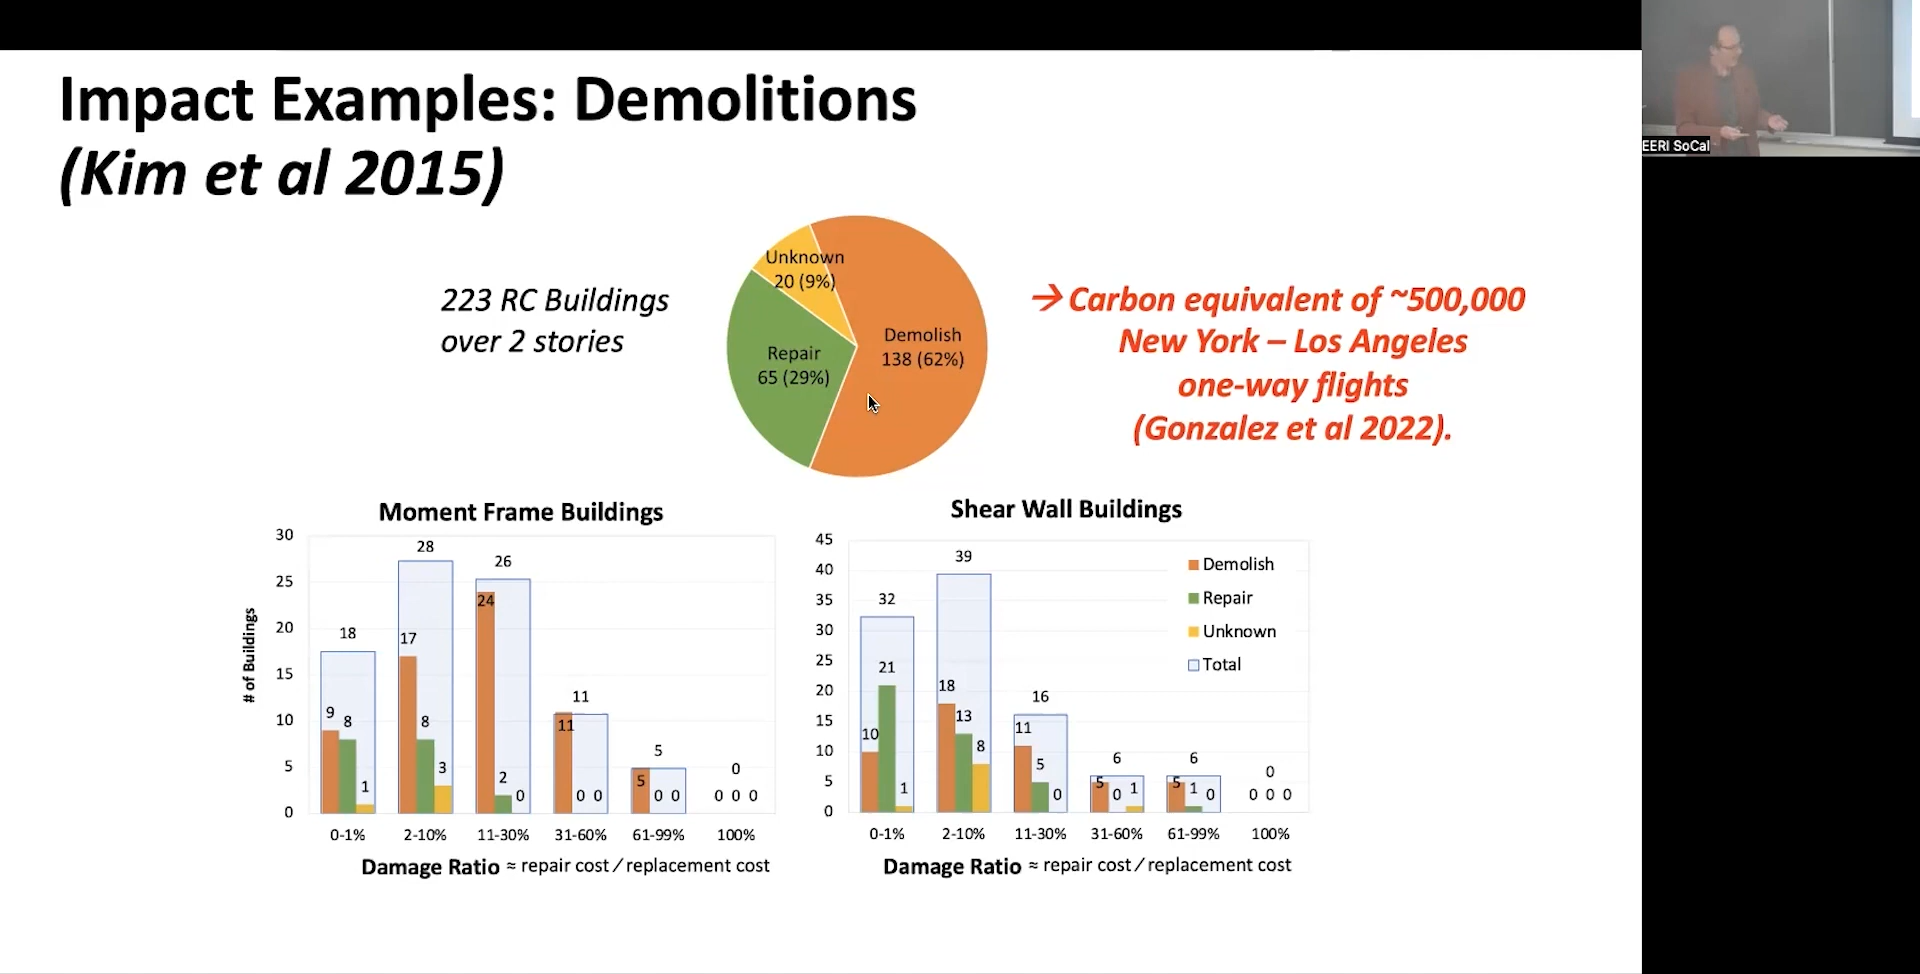 Impact Examples: Demolitions
(Kim et al 2015)
223 RC Buildings
over 2 stories
Unknown
20 (9%)
Demolish
138 (62%)
Repair
65 (29%)
→ Carbon equivalent of ~500,000
New York – Los Angeles
one-way flights
(Gonzalez et al 2022).
EERI SoCal
Moment Frame Buildings
# of Buildings
30
25
20
15
10
5
0
18
9
8
1
28
17
8
3
26
24
2
0
11
11
0 0
5
5
0 0
0
0 0 0
0-1% 2-10% 11-30% 31-60% 61-99% 100%
Damage Ratio ≈ repair cost/replacement cost
Shear Wall Buildings
45
40
35
30
25
20
15
10
5
0
32
10
21
1
39
18
13
8
16
11
5
0
6
5
0
1
6
5
1
0
0
0 0 0
Demolish
Repair
Unknown
Total
0-1% 2-10% 11-30% 31-60% 61-99% 100%
Damage Ratio ≈ repair cost/replacement cost